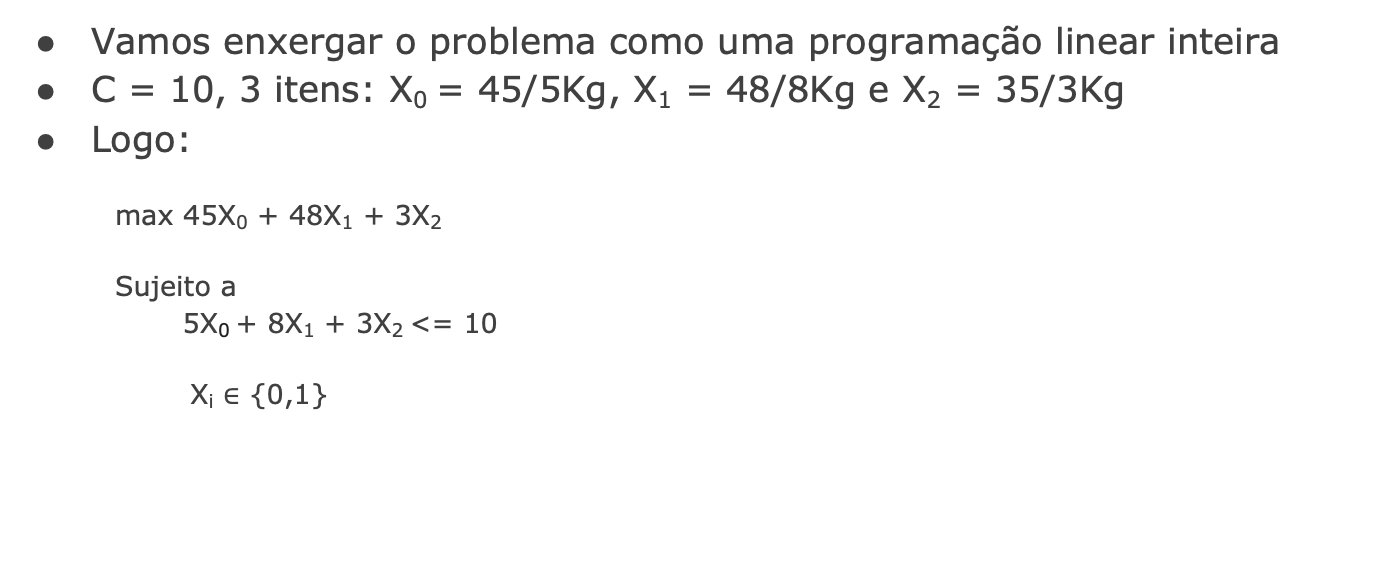 ● Vamos enxergar o problema como uma programação linear inteira
● C = 10, 3 itens: X₀ = 45/5Kg, X₁ = 48/8Kg e X₂ = 35/3Kg
● Logo:
max 45X₀ + 48X₁ + 3X₂
Sujeito a
5X₀ + 8X₁ + 3X₂ <= 10
Xᵢ ∈ {0,1}